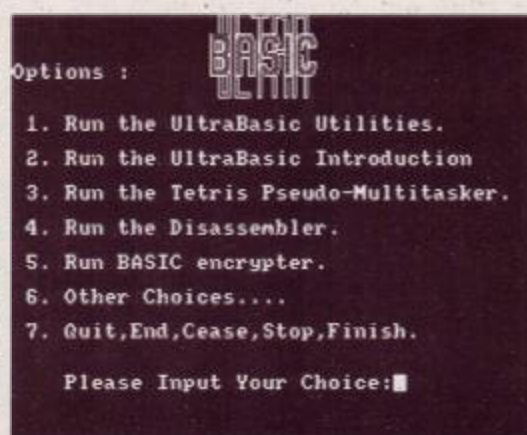 ULTRA
BASIC
Options :
1. Run the UltraBasic Utilities.
2. Run the UltraBasic Introduction
3. Run the Tetris Pseudo-Multitasker.
4. Run the Disassembler.
5. Run BASIC encrypter.
6. Other Choices....
7. Quit,End,Cease,Stop,Finish.
Please Input Your Choice: